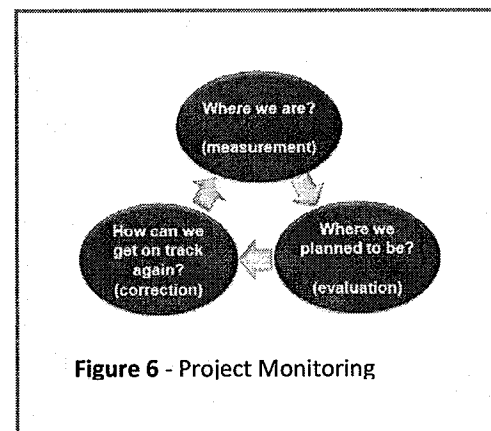 Where we are?
(measurement)
How can we
get on track
again?
(correction)
Where we
planned to be?
(evaluation)
Figure 6 - Project Monitoring